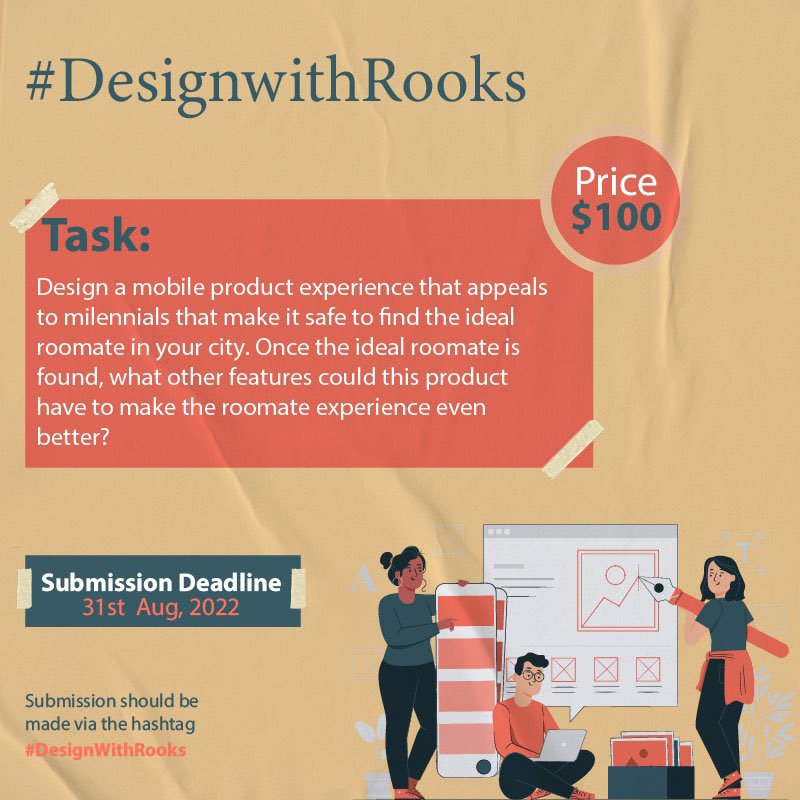 #DesignwithRooks
Price
$100
Task:
Design a mobile product experience that appeals
to milennials that make it safe to find the ideal
roomate in your city. Once the ideal roomate is
found, what other features could this product
have to make the roomate experience even
better?
Submission Deadline
31st Aug, 2022
Submission should be
made via the hashtag
#DesignWithRooks
A
T